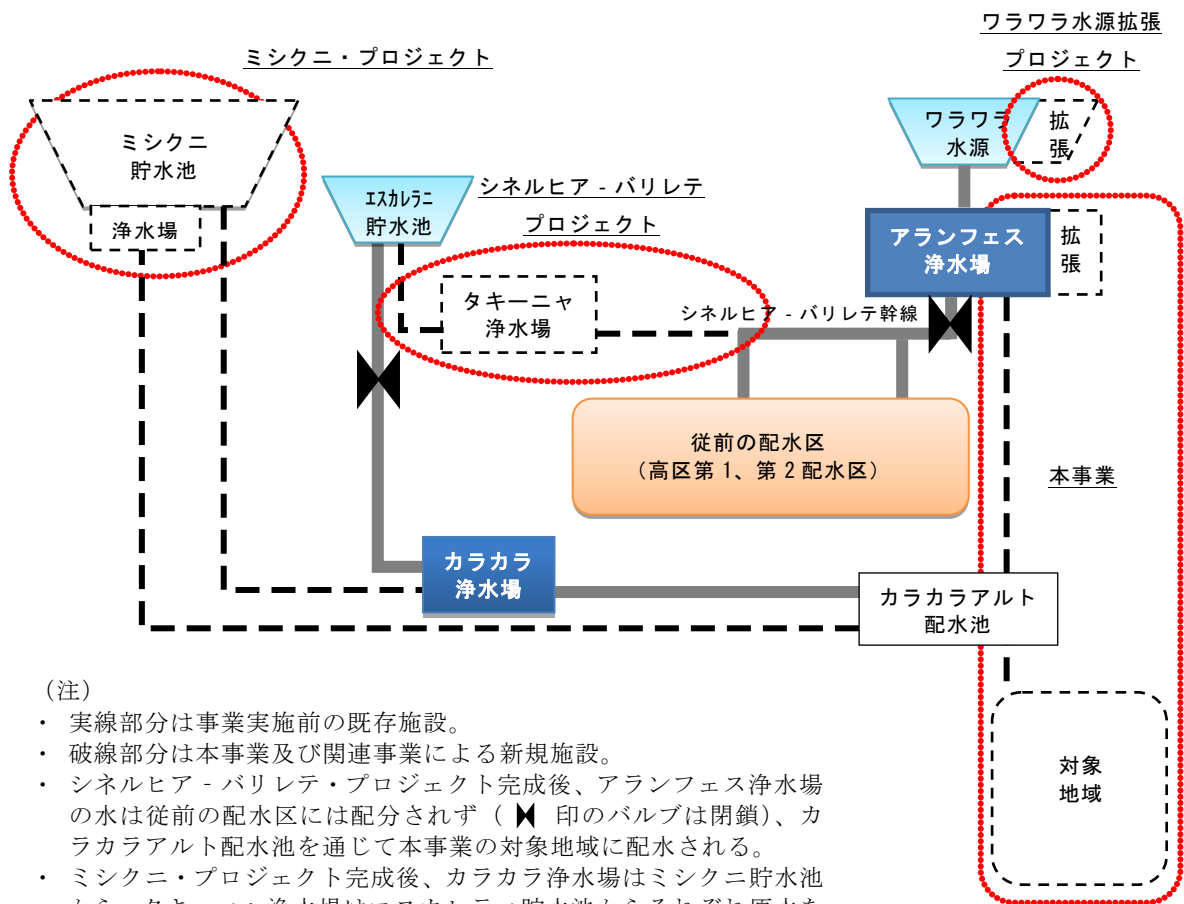 ワラワラ水源拡張
プロジェクト
ミシクニ・プロジェクト
ミシクニ
貯水池
浄水場
エスカレラニ
貯水池
シネルヒア‐バリレテ
プロジェクト
タキーニャ
浄水場
ワラワラ
水源
拡
張
アランフェス
浄水場
拡
張
シネルヒア‐バリレテ幹線
従前の配水区
（高区第1、第2配水区）
本事業
カラカラ
浄水場
カラカラアルト
配水池
対象
地域
（注）
・ 実線部分は事業実施前の既存施設。
・ 破線部分は本事業及び関連事業による新規施設。
・ シネルヒア‐バリレテ・プロジェクト完成後、アランフェス浄水場
の水は従前の配水区には配分されず（ 印のバルブは閉鎖）、カ
ラカラアルト配水池を通じて本事業の対象地域に配水される。
・ ミシクニ・プロジェクト完成後、カラカラ浄水場はミシクニ貯水池